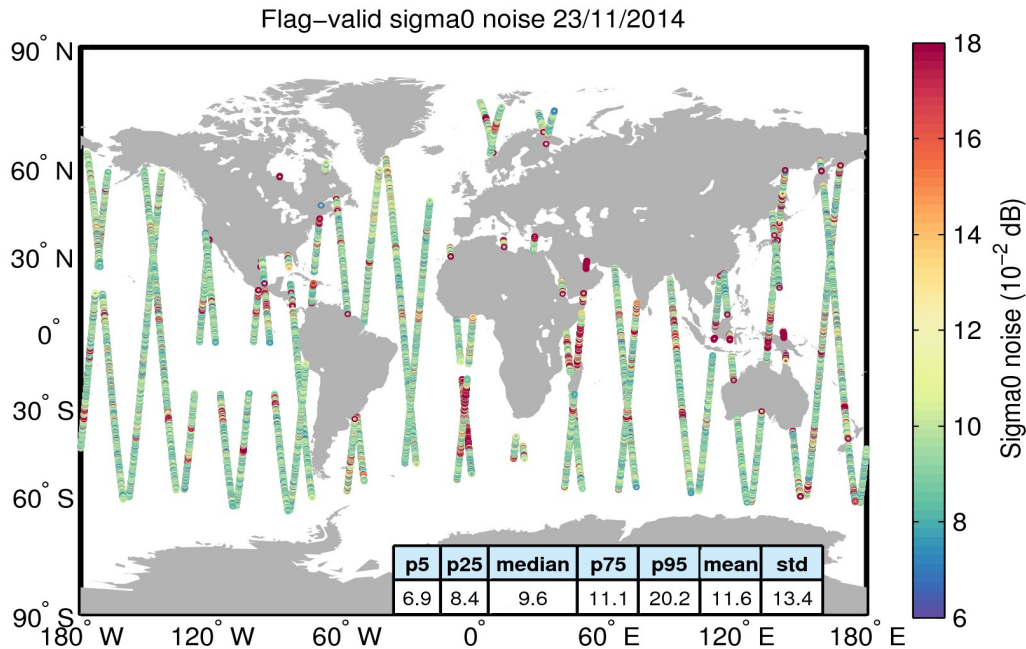 Flag−valid sigma0 noise 23/11/2014
90° N
60° N
30° N
0°
30° S
60° S
90° S
180° W
120° W
60° W
0°
60° E
120° E
180° E
p5 p25 median p75 p95 mean std
6.9 8.4 9.6 11.1 20.2 11.6 13.4
18
16
14
12
10
8
6
Sigma0 noise (10⁻² dB)